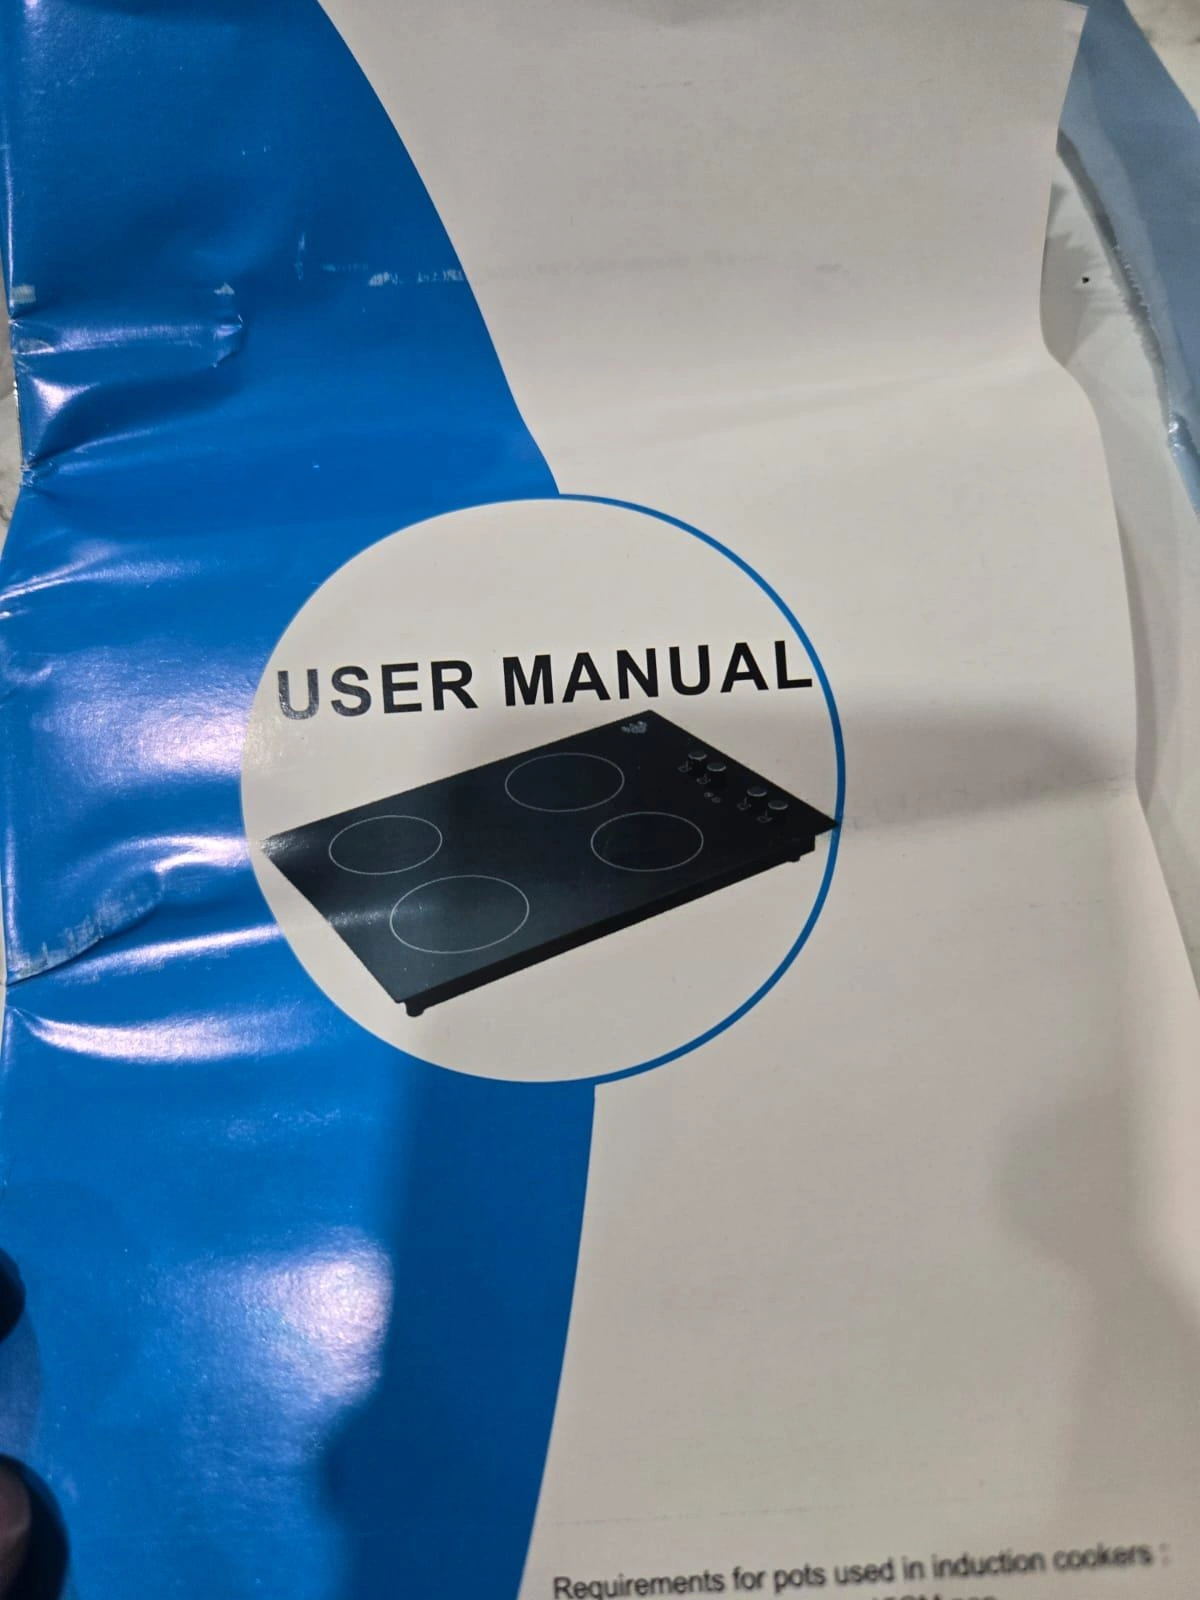 USER MANUAL
Requirements for pots used in induction cookers :